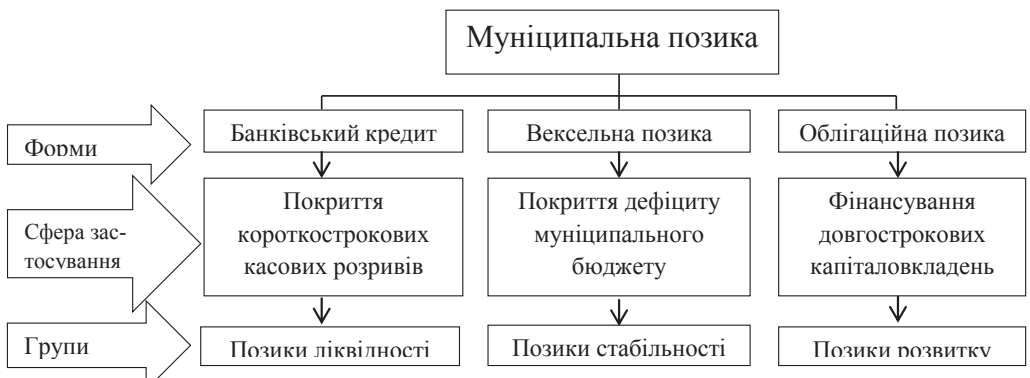 Муніципальна позика
Форми
Банківський кредит
Вексельна позика
Облігаційна позика
Сфера зас-
тосування
Покриття
короткострокових
касових розривів
Покриття дефіциту
муніципального
бюджету
Фінансування
довгострокових
капіталовкладень
Групи
Позики ліквідності
Позики стабільності
Позики розвитку